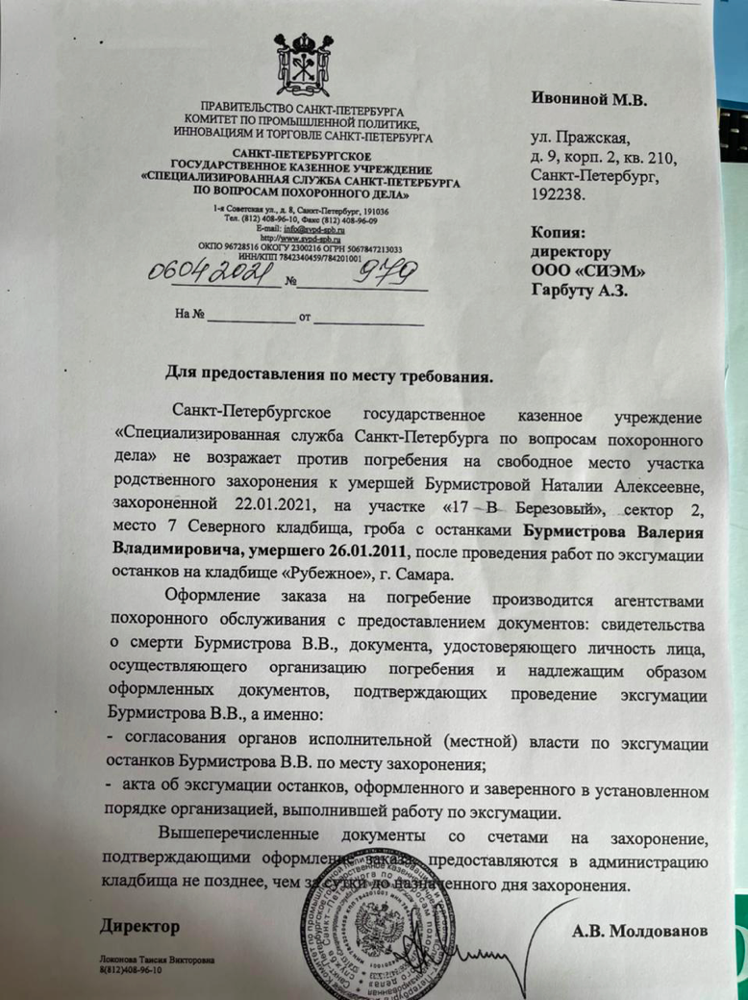 ПРАВИТЕЛЬСТВО САНКТ-ПЕТЕРБУРГА
КОМИТЕТ ПО ПРОМЫШЛЕННОЙ ПОЛИТИКЕ,
ИННОВАЦИЯМ И ТОРГОВЛЕ САНКТ-ПЕТЕРБУРГА
САНКТ-ПЕТЕРБУРГСКОЕ
ГОСУДАРСТВЕННОЕ КАЗЕННОЕ УЧРЕЖДЕНИЕ
«СПЕЦИАЛИЗИРОВАННАЯ СЛУЖБА САНКТ-ПЕТЕРБУРГА
ПО ВОПРОСАМ ПОХОРОННОГО ДЕЛА»
1-я Советская ул., д. 8, Санкт-Петербург, 191036
Тел. (812) 408-96-10, Факс (812) 408-96-09
E-mail: info@svpd-spb.ru
http://www.svpd-spb.ru
ОКПО 96728516 ОКОГУ 2300216 ОГРН 5067847213033
ИНН/КПП 7842340459/784201001
06042021 № 979
На № от
Ивониной М.В.
ул. Пражская,
д. 9, корп. 2, кв. 210,
Санкт-Петербург,
192238.
Копия:
директору
ООО «СИЭМ»
Гарбуту А.З.
Для предоставления по месту требования.
Санкт-Петербургское государственное казенное учреждение
«Специализированная служба Санкт-Петербурга по вопросам похоронного
дела» не возражает против погребения на свободное место участка
родственного захоронения к умершей Бурмистровой Наталии Алексеевне,
захороненной 22.01.2021, на участке «17 В Березовый», сектор 2,
место 7 Северного кладбища, гроба с останками Бурмистрова Валерия
Владимировича, умершего 26.01.2011, после проведения работ по эксгумации
останков на кладбище «Рубежное», г. Самара.
Оформление заказа на погребение производится агентствами
похоронного обслуживания с предоставлением документов: свидетельства
о смерти Бурмистрова В.В., документа, удостоверяющего личность лица,
осуществляющего организацию погребения и надлежащим образом
оформленных документов, подтверждающих проведение эксгумации
Бурмистрова В.В., а именно:
- согласования органов исполнительной (местной) власти по эксгумации
останков Бурмистрова В.В. по месту захоронения;
- акта об эксгумации останков, оформленного и заверенного в установленном
порядке организацией, выполнившей работу по эксгумации.
Вышеперечисленные документы со счетами на захоронение,
подтверждающими оформление заказа, предоставляются в администрацию
кладбища не позднее, чем за сутки до назначенного дня захоронения.
Директор
А.В. Молдованов
Локонова Таисия Викторовна
8(812)408-96-10